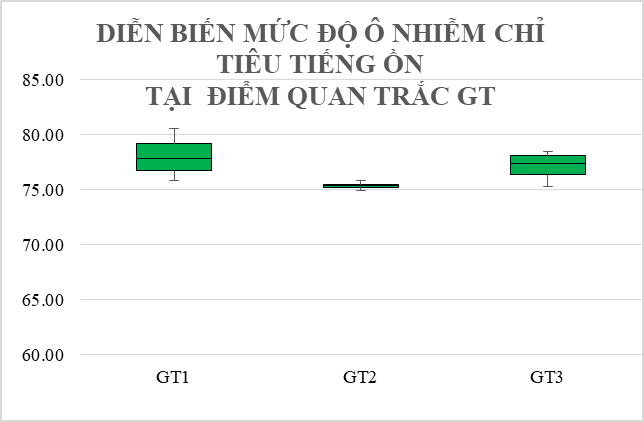 DIỄN BIẾN MỨC ĐỘ Ô NHIỄM CHỈ
TIÊU TIẾNG ỒN
TẠI ĐIỂM QUAN TRẮC GT
85.00
80.00
75.00
70.00
65.00
60.00
GT1 GT2 GT3